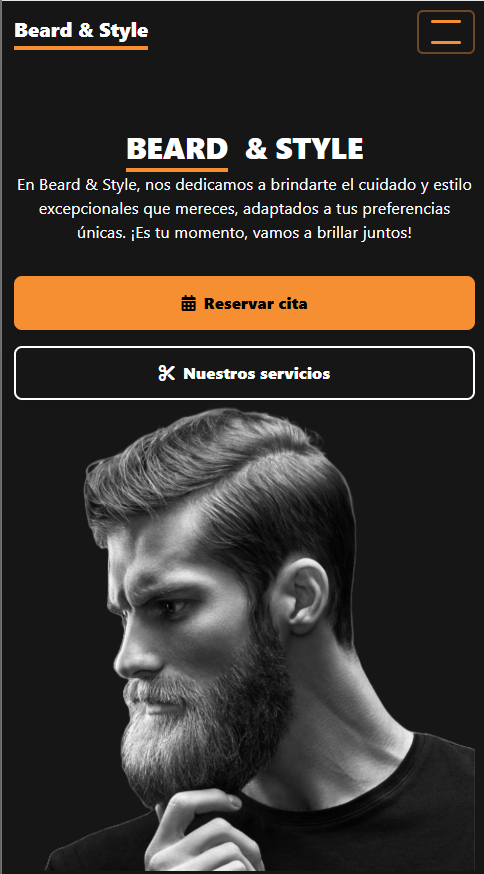 Beard & Style
BEARD & STYLE
En Beard & Style, nos dedicamos a brindarte el cuidado y estilo
excepcionales que mereces, adaptados a tus preferencias
únicas. ¡Es tu momento, vamos a brillar juntos!
Reservar cita
Nuestros servicios